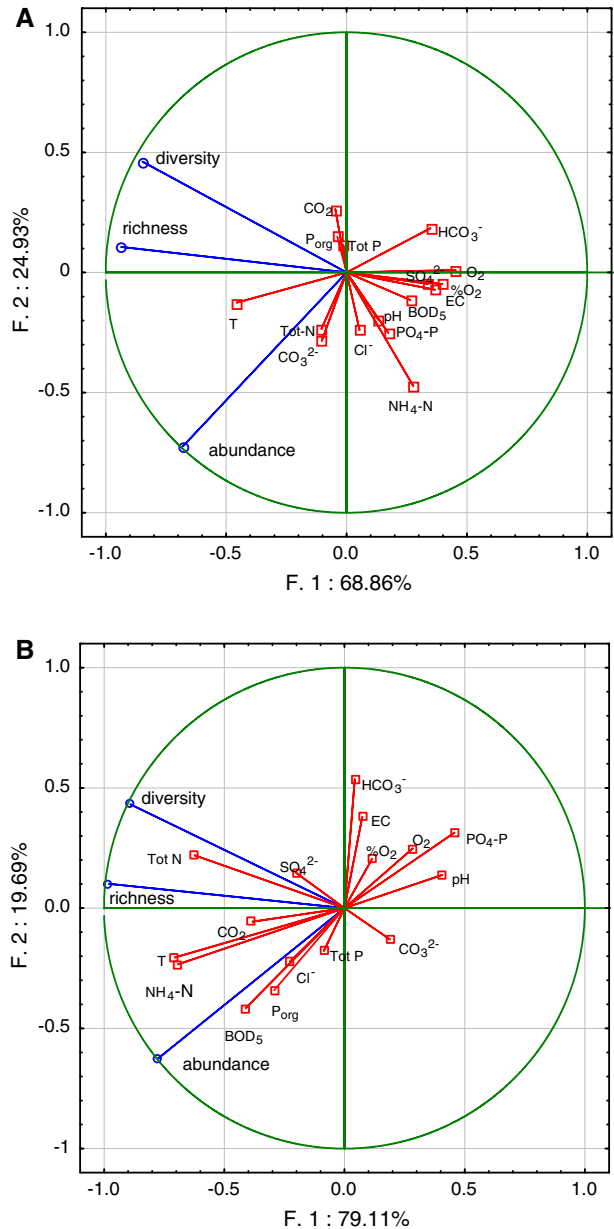 A
1.0
0.5
0
-0.5
-1.0
F. 2 : 24.93%
diversity
richness
abundance
T
CO₂
P_org
Tot P
HCO₃⁻
SO₄²⁻
O₂
%O₂
EC
BOD₅
pH
PO₄-P
Tot-N
CO₃²⁻
Cl⁻
NH₄-N
-1.0
-0.5
0.0
0.5
1.0
F. 1 : 68.86%
B
1.0
0.5
0.0
-0.5
-1
F. 2 : 19.69%
diversity
Tot N
richness
SO₄²⁻
HCO₃⁻
EC
%O₂
O₂
PO₄-P
pH
CO₂
T
NH₄-N
CO₃²⁻
Tot P
Cl⁻
P_org
BOD₅
abundance
-1.0
-0.5
0.0
0.5
1.0
F. 1 : 79.11%